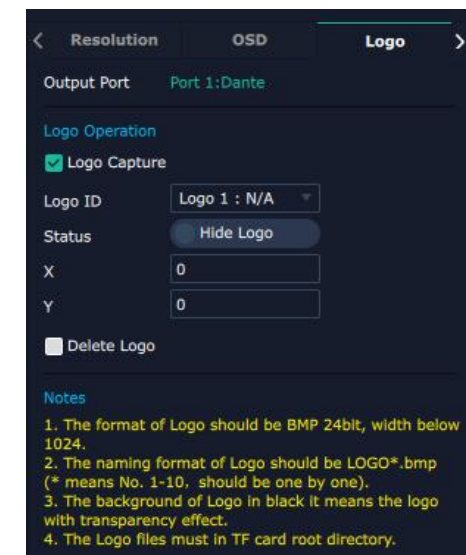 Resolution OSD Logo
Output Port Port 1:Dante
Logo Operation
Logo Capture
Logo ID Logo 1 : N/A
Status Hide Logo
X 0
Y 0
Delete Logo
Notes
1. The format of Logo should be BMP 24bit, width below
1024.
2. The naming format of Logo should be LOGO*.bmp
(* means No. 1-10, should be one by one).
3. The background of Logo in black it means the logo
with transparency effect.
4. The Logo files must in TF card root directory.